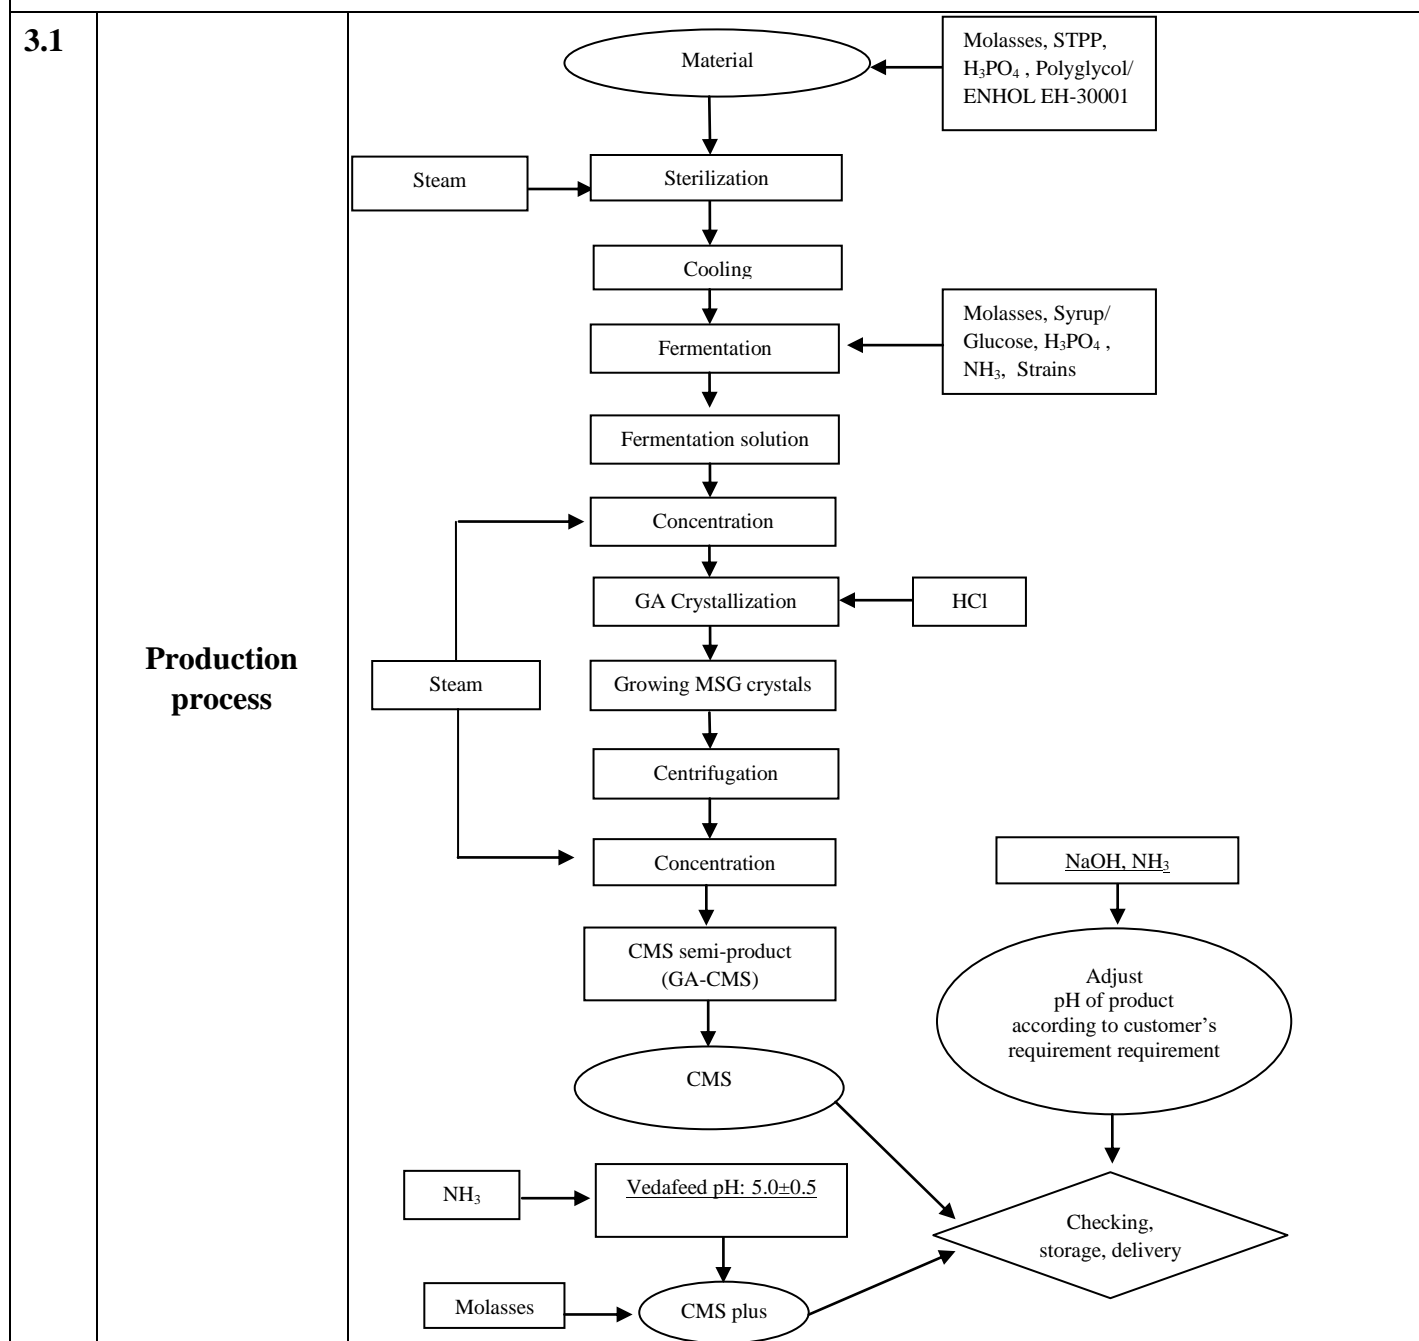 3.1
Production
process
Material
Molasses, STPP,
H₃PO₄ , Polyglycol/
ENHOL EH-30001
Steam
Sterilization
Cooling
Molasses, Syrup/
Glucose, H₃PO₄ ,
NH₃, Strains
Fermentation
Fermentation solution
Concentration
GA Crystallization
HCl
Steam
Growing MSG crystals
Centrifugation
Concentration
NaOH, NH₃
CMS semi-product
(GA-CMS)
Adjust
pH of product
according to customer’s
requirement requirement
CMS
NH₃
Vedafeed pH: 5.0±0.5
Checking,
storage, delivery
Molasses
CMS plus